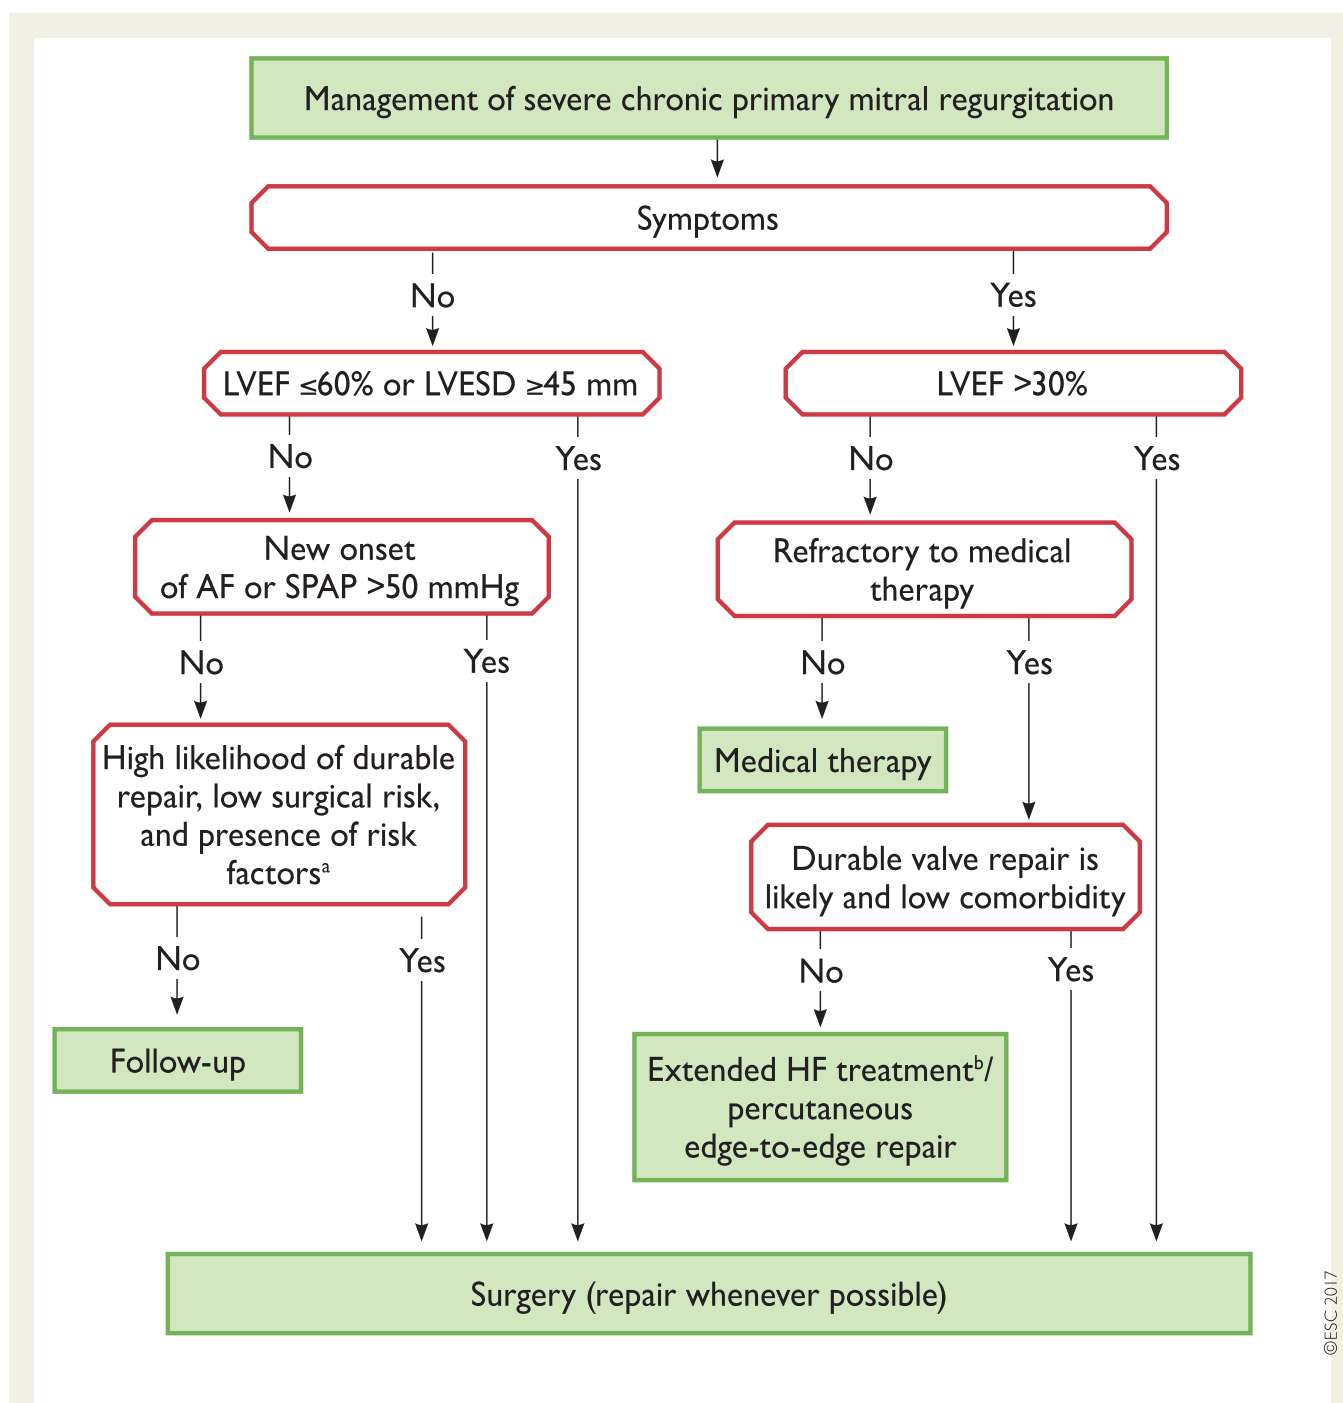 Management of severe chronic primary mitral regurgitation
Symptoms
No
Yes
LVEF ≤60% or LVESD ≥45 mm
LVEF >30%
No
Yes
No
Yes
New onset
of AF or SPAP >50 mmHg
Refractory to medical
therapy
No
Yes
No
Yes
High likelihood of durable
repair, low surgical risk,
and presence of risk
factorsᵃ
Medical therapy
Durable valve repair is
likely and low comorbidity
No
Yes
No
Yes
Follow-up
Extended HF treatmentᵇ/
percutaneous
edge-to-edge repair
Surgery (repair whenever possible)
©ESC 2017